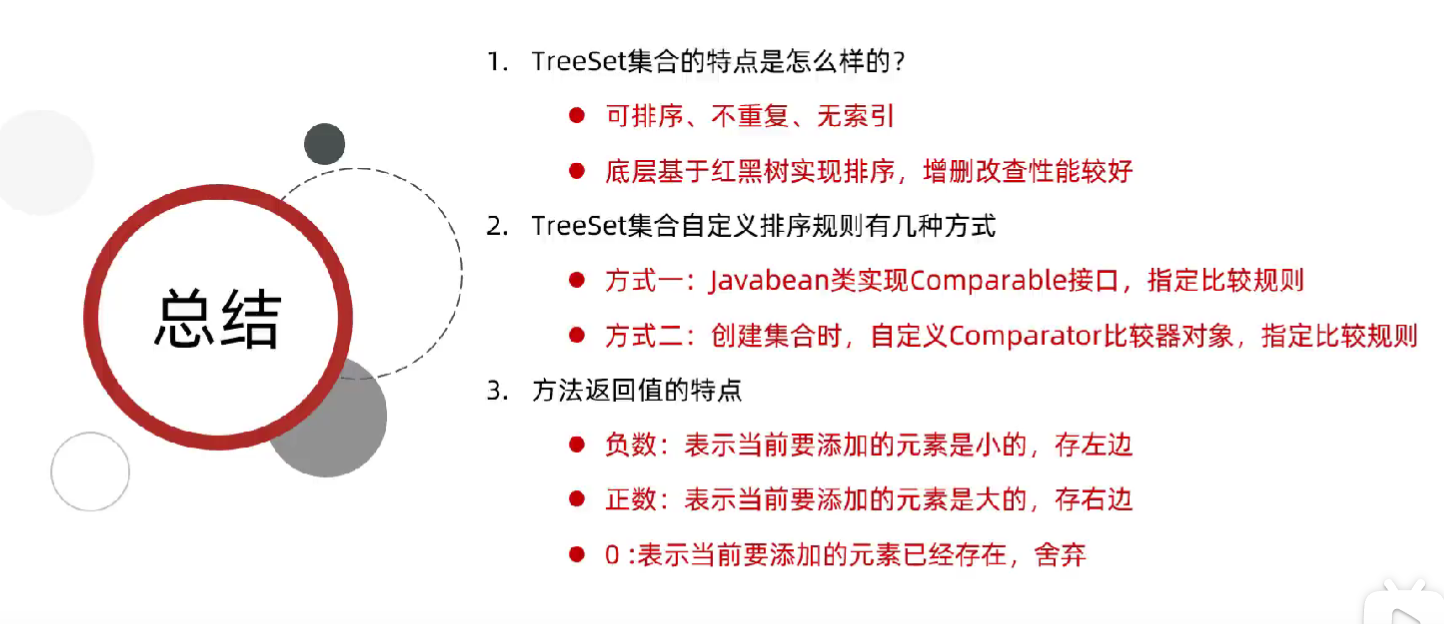 总结
1. TreeSet集合的特点是怎么样的？
● 可排序、不重复、无索引
● 底层基于红黑树实现排序，增删改查性能较好
2. TreeSet集合自定义排序规则有几种方式
● 方式一：Javabean类实现Comparable接口，指定比较规则
● 方式二：创建集合时，自定义Comparator比较器对象，指定比较规则
3. 方法返回值的特点
● 负数：表示当前要添加的元素是小的，存左边
● 正数：表示当前要添加的元素是大的，存右边
● 0 :表示当前要添加的元素已经存在，舍弃